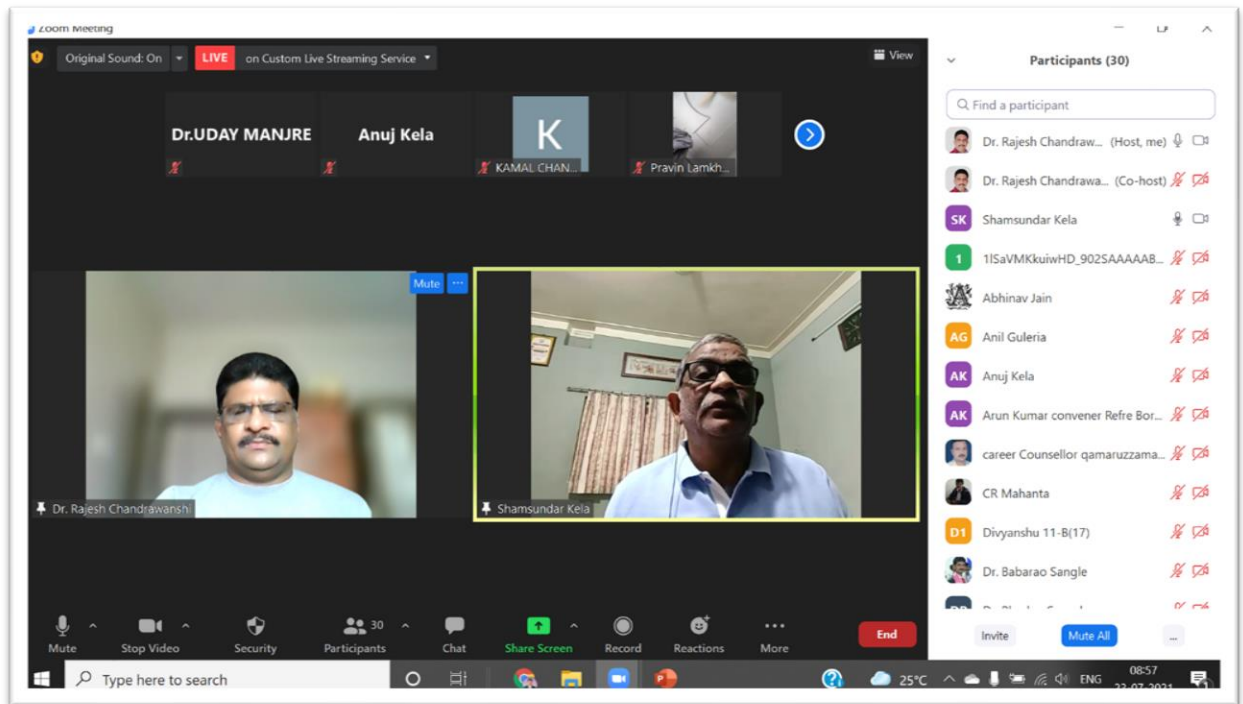 Zoom Meeting
Original Sound: On
LIVE
on Custom Live Streaming Service
View
Dr.UDAY MANJRE
Anuj Kela
K
KAMAL CHAN...
Pravin Lamkh...
Mute
...
Dr. Rajesh Chandrawanshi
Shamsundar Kela
Participants (30)
Find a participant
Dr. Rajesh Chandraw... (Host, me)
Dr. Rajesh Chandrawa... (Co-host)
SK Shamsundar Kela
1 1lSaVMKkuiwHD_902SAAAAAB...
Abhinav Jain
AG Anil Guleria
AK Anuj Kela
AK Arun Kumar convener Refre Bor...
career Counsellor qamaruzzama...
CR Mahanta
D1 Divyanshu 11-B(17)
Dr. Babarao Sangle
Invite
Mute All
...
Mute
Stop Video
Security
30
Participants
Chat
Share Screen
Record
Reactions
More
End
Type here to search
25°C
ENG
08:57